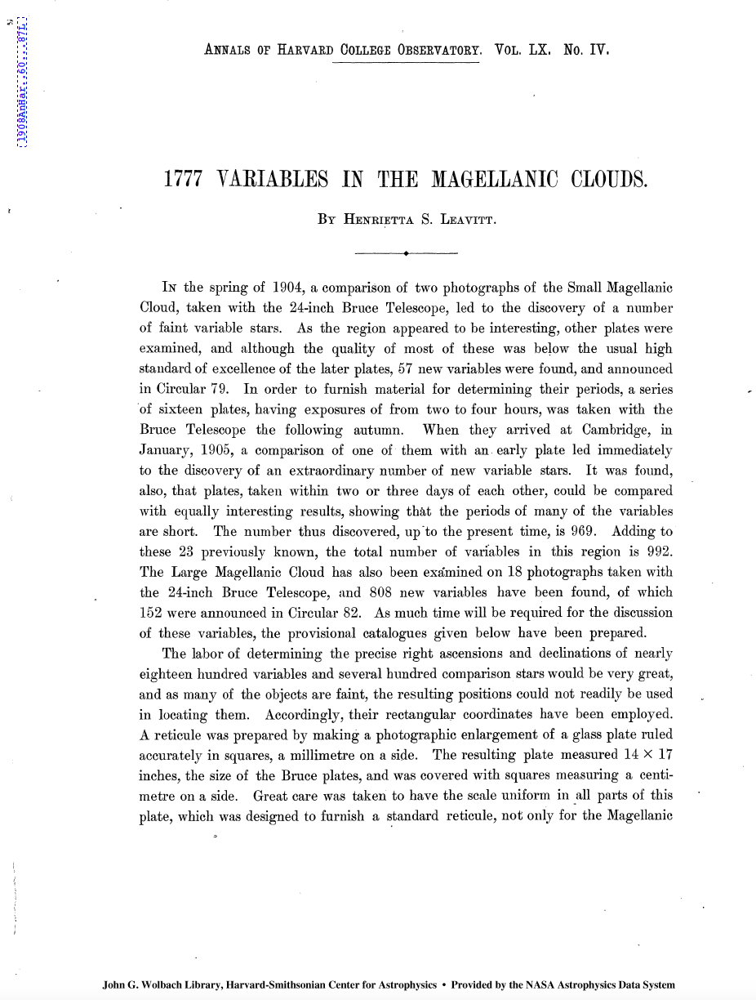 1908AnHar..60...87L
ANNALS OF HARVARD COLLEGE OBSERVATORY. VOL. LX. NO. IV.
1777 VARIABLES IN THE MAGELLANIC CLOUDS.
BY HENRIETTA S. LEAVITT.
IN the spring of 1904, a comparison of two photographs of the Small Magellanic
Cloud, taken with the 24-inch Bruce Telescope, led to the discovery of a number
of faint variable stars. As the region appeared to be interesting, other plates were
examined, and although the quality of most of these was below the usual high
standard of excellence of the later plates, 57 new variables were found, and announced
in Circular 79. In order to furnish material for determining their periods, a series
of sixteen plates, having exposures of from two to four hours, was taken with the
Bruce Telescope the following autumn. When they arrived at Cambridge, in
January, 1905, a comparison of one of them with an early plate led immediately
to the discovery of an extraordinary number of new variable stars. It was found,
also, that plates, taken within two or three days of each other, could be compared
with equally interesting results, showing that the periods of many of the variables
are short. The number thus discovered, up to the present time, is 969. Adding to
these 23 previously known, the total number of variables in this region is 992.
The Large Magellanic Cloud has also been examined on 18 photographs taken with
the 24-inch Bruce Telescope, and 808 new variables have been found, of which
152 were announced in Circular 82. As much time will be required for the discussion
of these variables, the provisional catalogues given below have been prepared.
The labor of determining the precise right ascensions and declinations of nearly
eighteen hundred variables and several hundred comparison stars would be very great,
and as many of the objects are faint, the resulting positions could not readily be used
in locating them. Accordingly, their rectangular coordinates have been employed.
A reticule was prepared by making a photographic enlargement of a glass plate ruled
accurately in squares, a millimetre on a side. The resulting plate measured 14 × 17
inches, the size of the Bruce plates, and was covered with squares measuring a centi-
metre on a side. Great care was taken to have the scale uniform in all parts of this
plate, which was designed to furnish a standard reticule, not only for the Magellanic
John G. Wolbach Library, Harvard-Smithsonian Center for Astrophysics • Provided by the NASA Astrophysics Data System